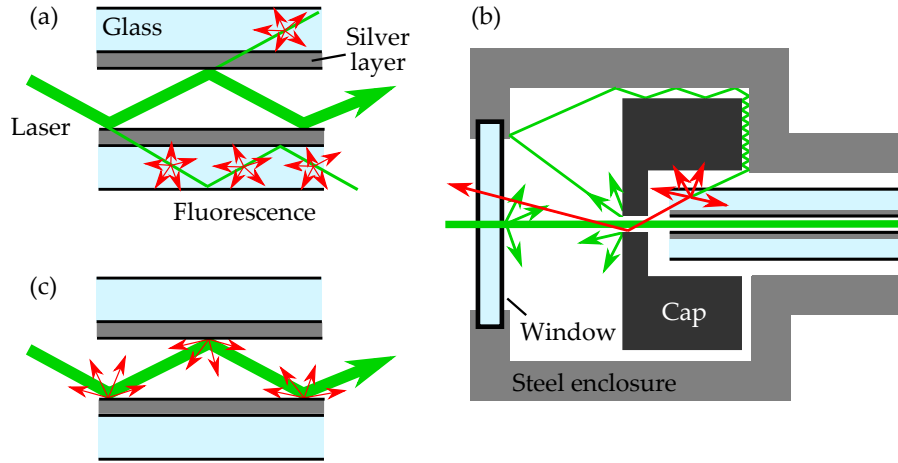 (a)
Glass
Silver
layer
Laser
Fluorescence
(b)
Window
Cap
Steel enclosure
(c)